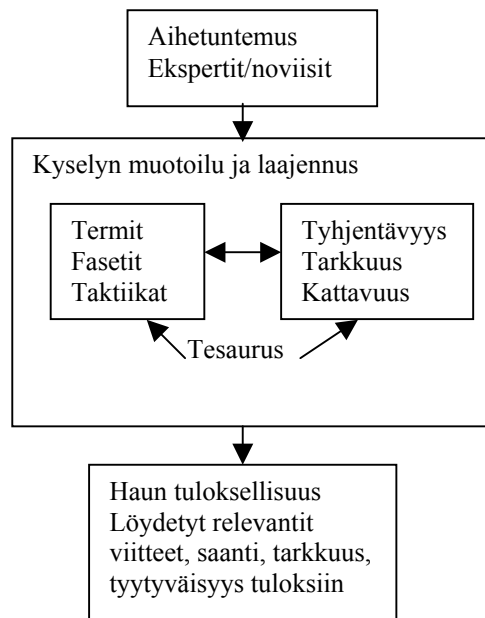 Aihetuntemus
Ekspertit/noviisit
Kyselyn muotoilu ja laajennus
Termit
Fasetit
Taktiikat
Tyhjentävyys
Tarkkuus
Kattavuus
Tesaurus
Haun tuloksellisuus
Löydetyt relevantit
viitteet, saanti, tarkkuus,
tyytyväisyys tuloksiin